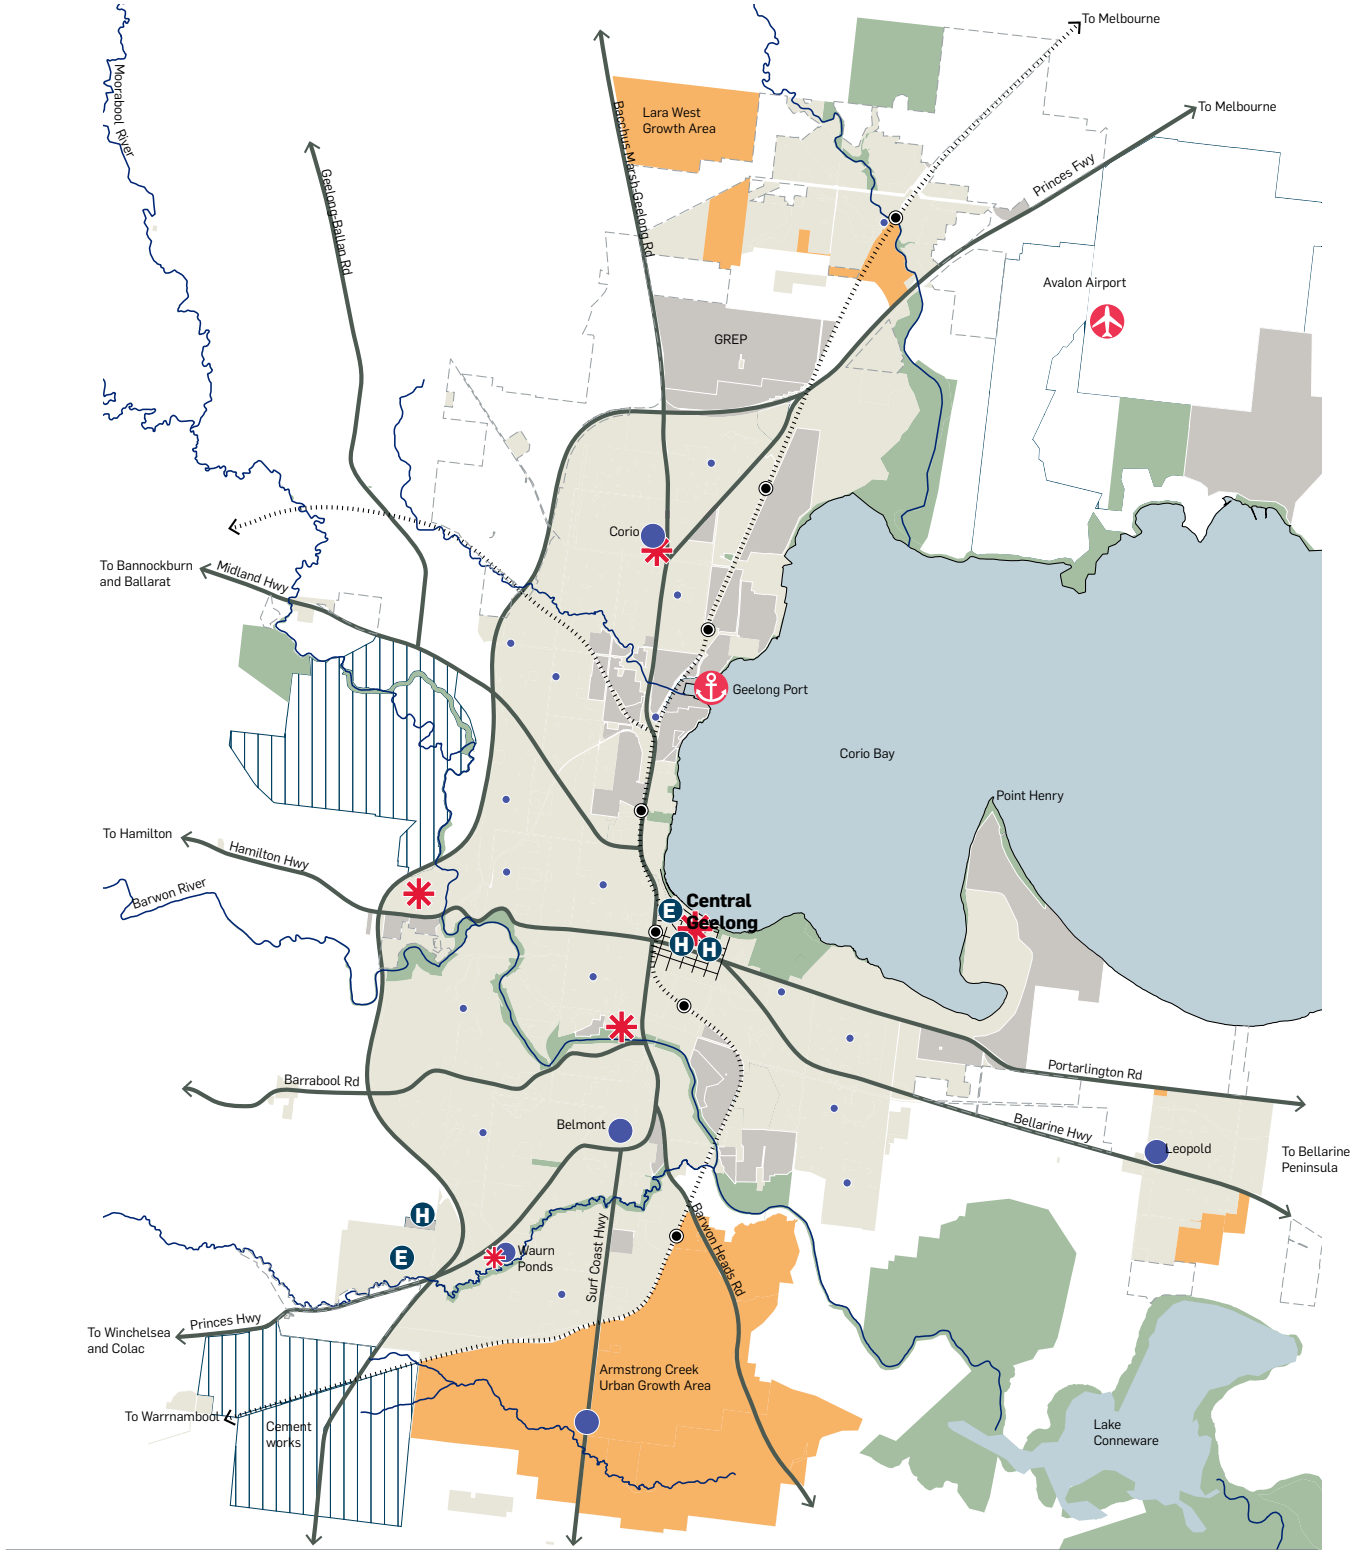 To Melbourne
Moorabool River
To Melbourne
Lara West
Growth Area
Bacchus Marsh-Geelong Rd
Princes Fwy
Geelong-Ballan Rd
Avalon Airport
GREP
Corio
To Bannockburn
and Ballarat
Midland Hwy
Geelong Port
Corio Bay
Point Henry
To Hamilton
Hamilton Hwy
Barwon River
E
Central
Geelong
H
H
Portarlington Rd
Barrabool Rd
Belmont
Bellarine Hwy
Leopold
To Bellarine
Peninsula
H
E
Waurn
Ponds
Surf Coast Hwy
Barwon Heads Rd
Princes Hwy
To Winchelsea
and Colac
Armstrong Creek
Urban Growth Area
To Warrnambool
Cement
works
Lake
Conneware